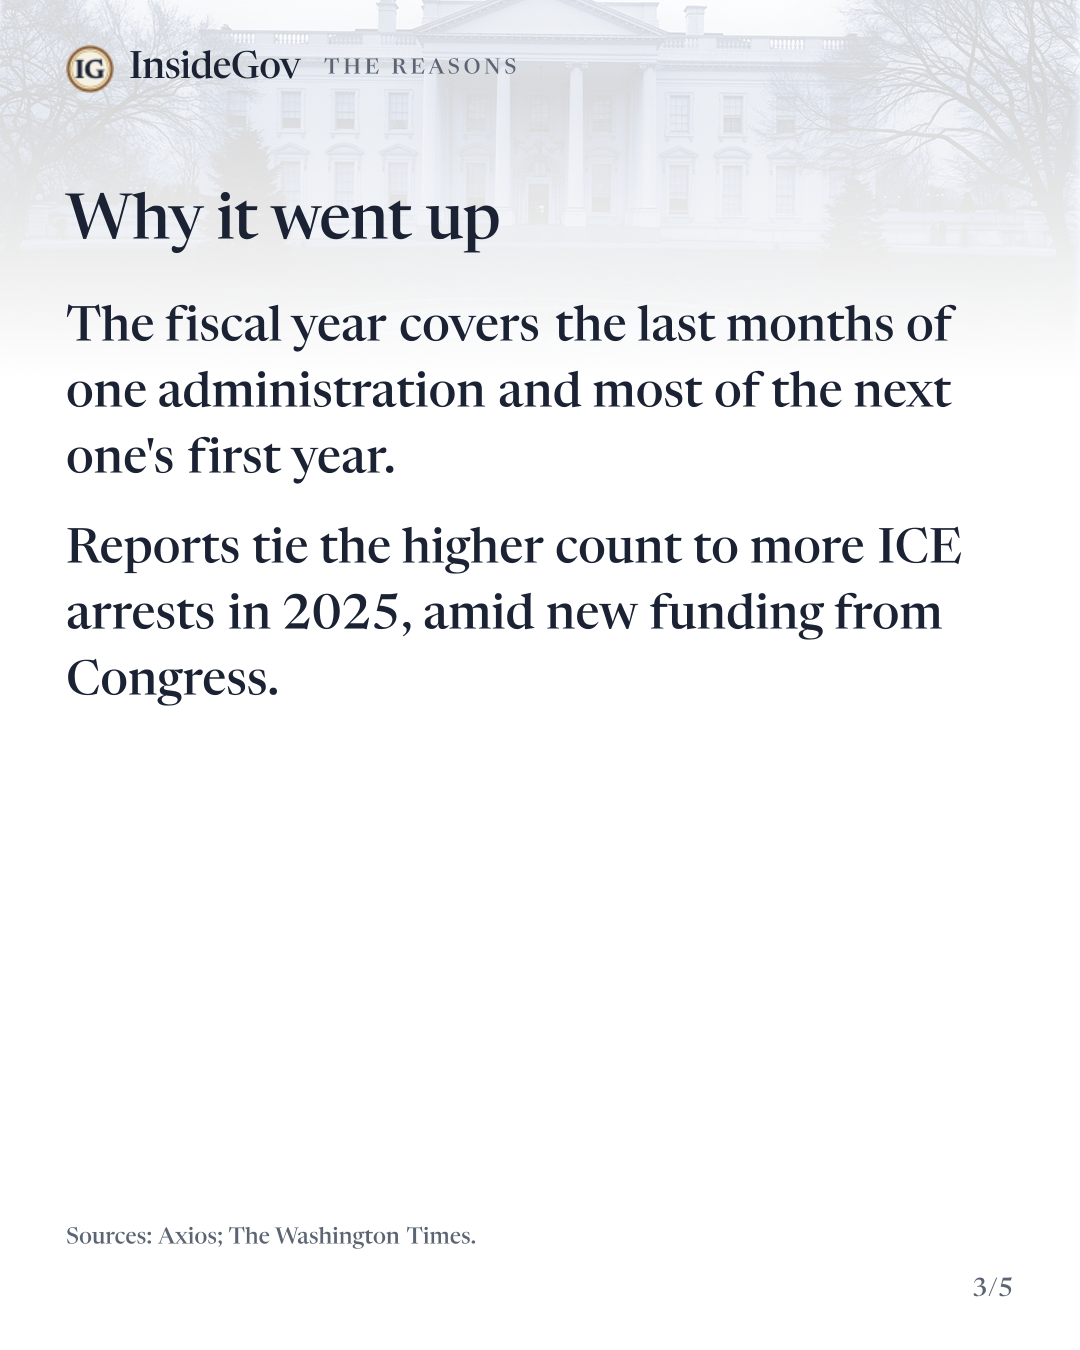 IG InsideGov THE REASONS
Why it went up
The fiscal year covers the last months of
one administration and most of the next
one's first year.
Reports tie the higher count to more ICE
arrests in 2025, amid new funding from
Congress.
Sources: Axios; The Washington Times.
3/5